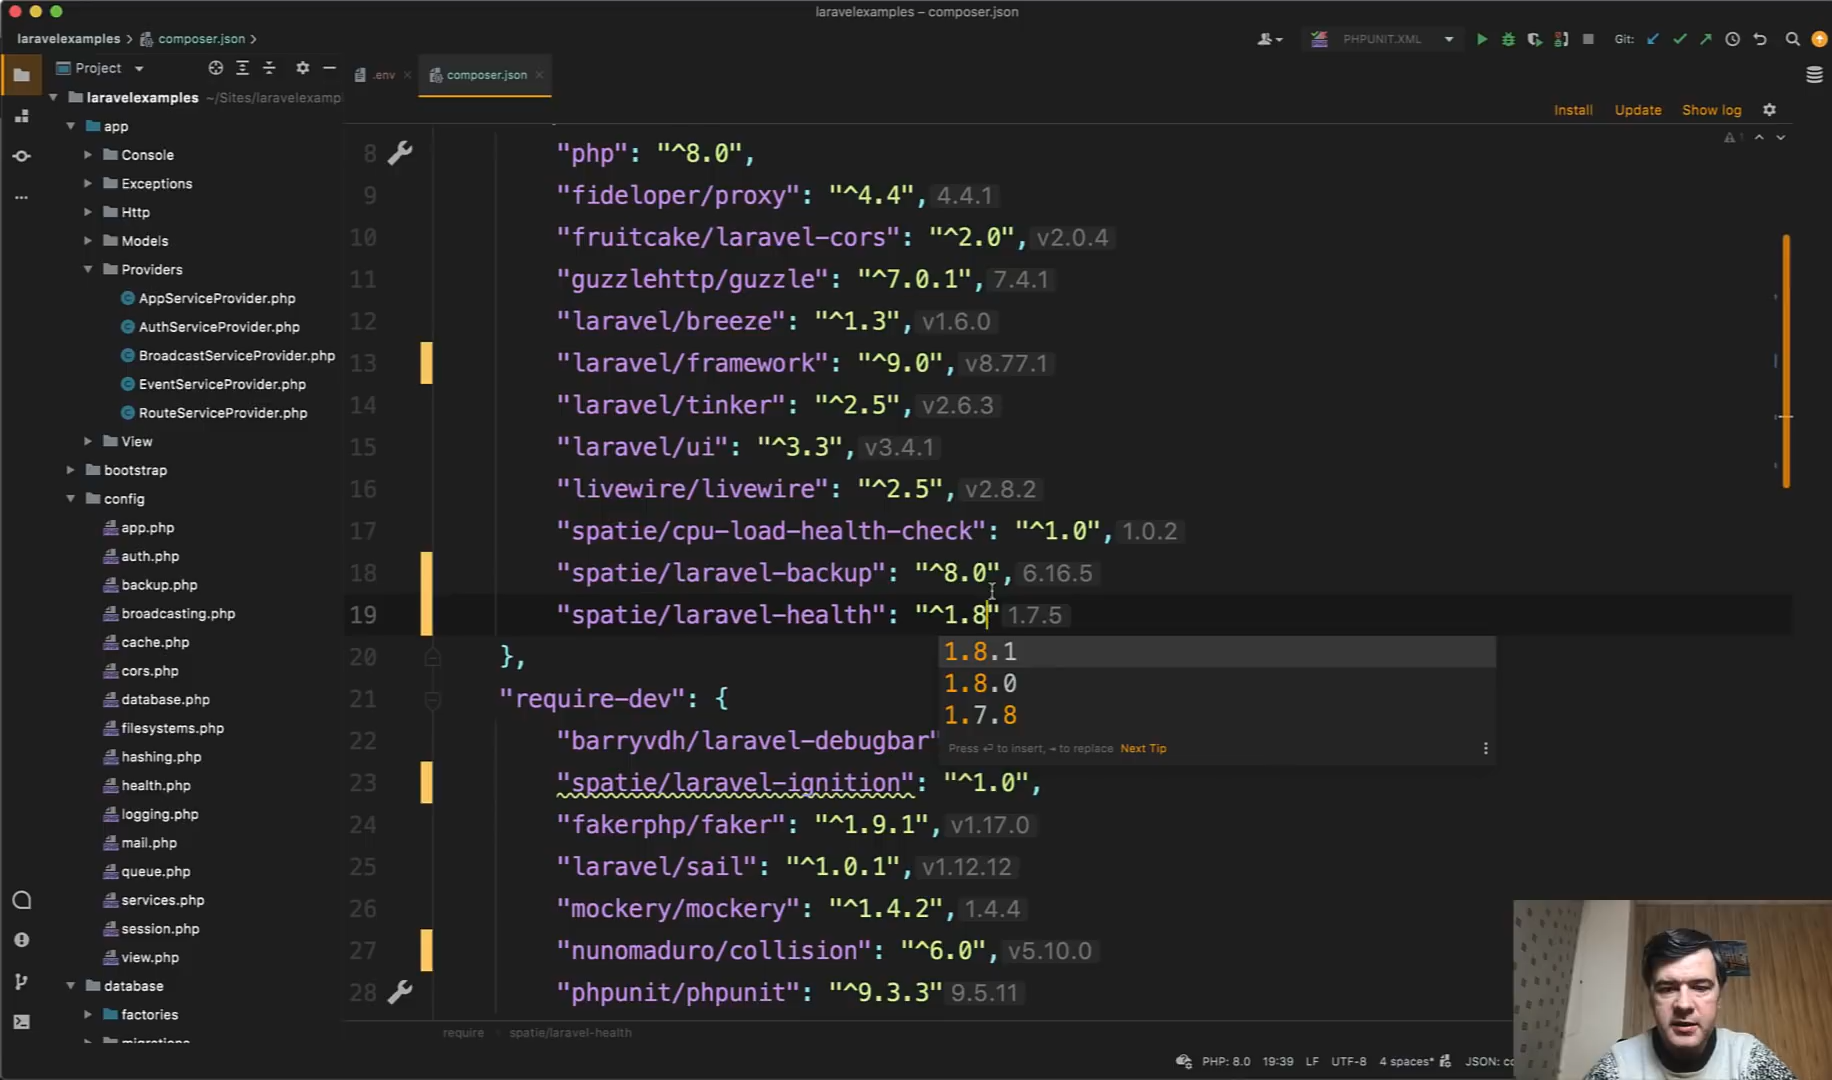 laravelexamples – composer.json
laravelexamples
composer.json
PHPUNIT.XML
Git:
Project
.env
composer.json
laravelexamples ~/Sites/laravelexampl
Install Update Show log
app
Console
Exceptions
Http
Models
Providers
AppServiceProvider.php
AuthServiceProvider.php
BroadcastServiceProvider.php
EventServiceProvider.php
RouteServiceProvider.php
View
bootstrap
config
app.php
auth.php
backup.php
broadcasting.php
cache.php
cors.php
database.php
filesystems.php
hashing.php
health.php
logging.php
mail.php
queue.php
services.php
session.php
view.php
database
factories
migrations
1
8 "php": "^8.0",
9 "fideloper/proxy": "^4.4", 4.4.1
10 "fruitcake/laravel-cors": "^2.0", v2.0.4
11 "guzzlehttp/guzzle": "^7.0.1", 7.4.1
12 "laravel/breeze": "^1.3", v1.6.0
13 "laravel/framework": "^9.0", v8.77.1
14 "laravel/tinker": "^2.5", v2.6.3
15 "laravel/ui": "^3.3", v3.4.1
16 "livewire/livewire": "^2.5", v2.8.2
17 "spatie/cpu-load-health-check": "^1.0", 1.0.2
18 "spatie/laravel-backup": "^8.0", 6.16.5
19 "spatie/laravel-health": "^1.8" 1.7.5
20 },
21 "require-dev": {
22 "barryvdh/laravel-debugbar"
23 "spatie/laravel-ignition": "^1.0",
24 "fakerphp/faker": "^1.9.1", v1.17.0
25 "laravel/sail": "^1.0.1", v1.12.12
26 "mockery/mockery": "^1.4.2", 1.4.4
27 "nunomaduro/collision": "^6.0", v5.10.0
28 "phpunit/phpunit": "^9.3.3" 9.5.11
1.8.1
1.8.0
1.7.8
Press ⏎ to insert, ⇥ to replace Next Tip
require › spatie/laravel-health
PHP: 8.0 19:39 LF UTF-8 4 spaces* JSON: co